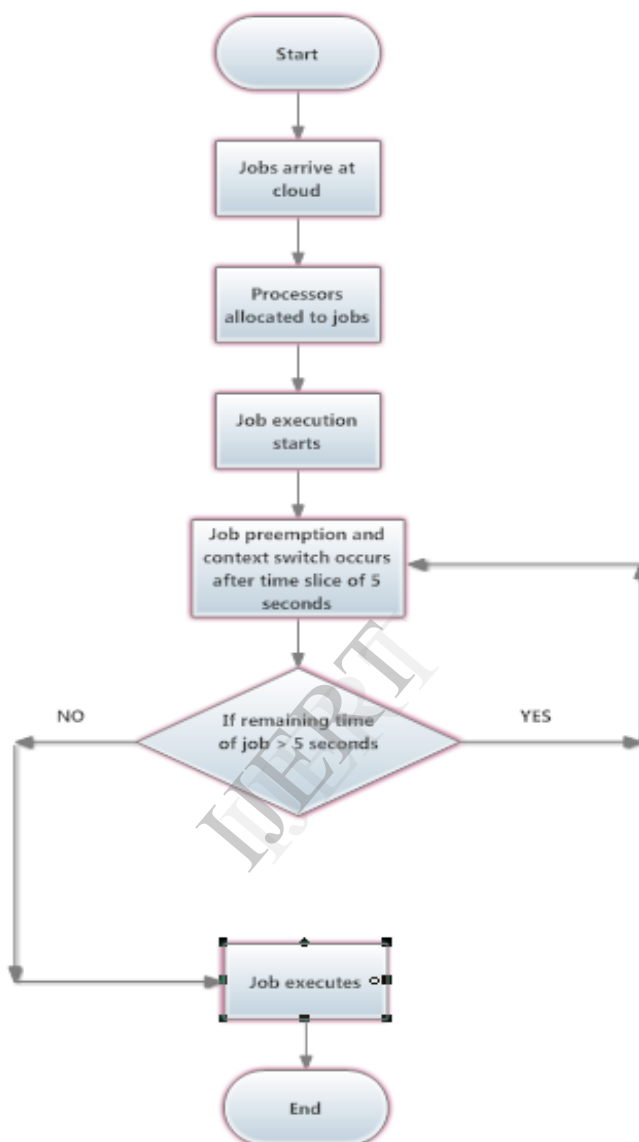 Start
Jobs arrive at
cloud
Processors
allocated to jobs
Job execution
starts
Job preemption and
context switch occurs
after time slice of 5
seconds
If remaining time
of job > 5 seconds
NO
YES
IJERT
Job executes
End